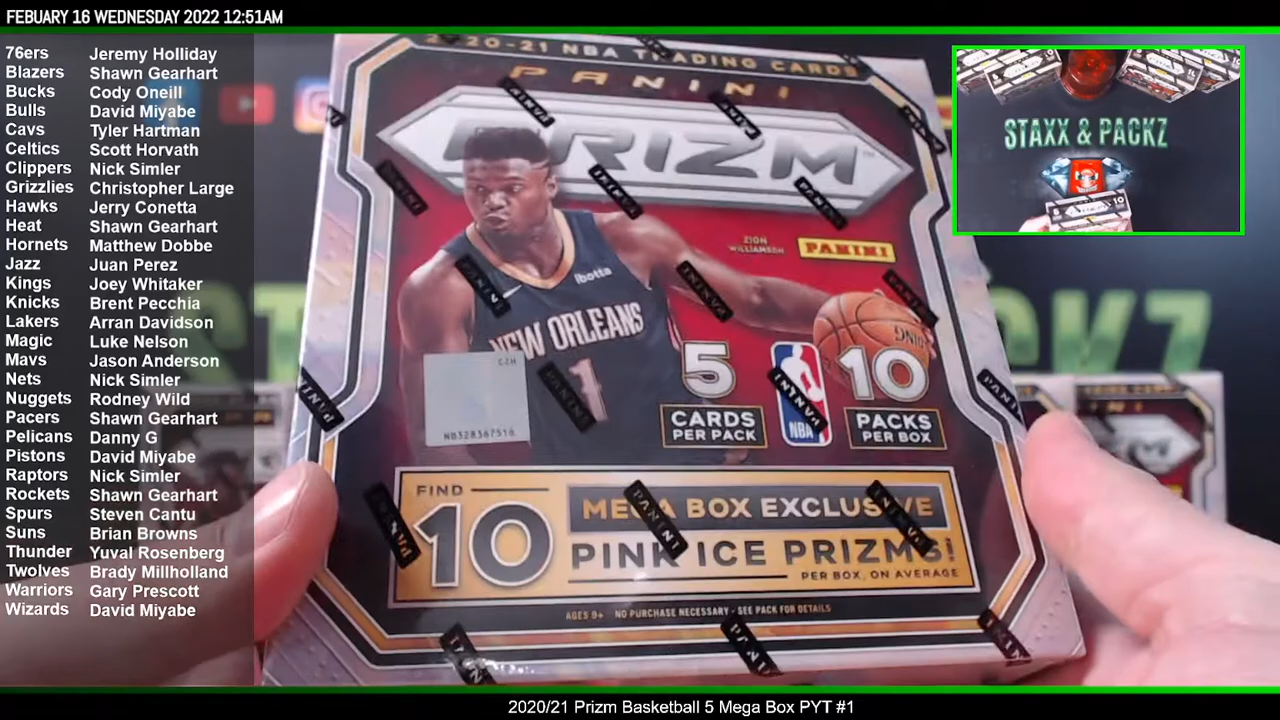 FEBUARY 16 WEDNESDAY 2022 12:51AM
76ers Jeremy Holliday
Blazers Shawn Gearhart
Bucks Cody Oneill
Bulls David Miyabe
Cavs Tyler Hartman
Celtics Scott Horvath
Clippers Nick Simler
Grizzlies Christopher Large
Hawks Jerry Conetta
Heat Shawn Gearhart
Hornets Matthew Dobbe
Jazz Juan Perez
Kings Joey Whitaker
Knicks Brent Pecchia
Lakers Arran Davidson
Magic Luke Nelson
Mavs Jason Anderson
Nets Nick Simler
Nuggets Rodney Wild
Pacers Shawn Gearhart
Pelicans Danny G
Pistons David Miyabe
Raptors Nick Simler
Rockets Shawn Gearhart
Spurs Steven Cantu
Suns Brian Browns
Thunder Yuval Rosenberg
Twolves Brady Millholland
Warriors Gary Prescott
Wizards David Miyabe
2020-21 NBA TRADING CARDS
PANINI
PRIZM
ZION
WILLIAMSON
PANINI
ibotta
NEW ORLEANS
1
5
CARDS
PER PACK
NBA
10
PACKS
PER BOX
FIND
10
MEGA BOX EXCLUSIVE
PINK ICE PRIZMS!
PER BOX, ON AVERAGE
AGES 9+ NO PURCHASE NECESSARY - SEE PACK FOR DETAILS
STAXX & PACKZ
2020/21 Prizm Basketball 5 Mega Box PYT #1